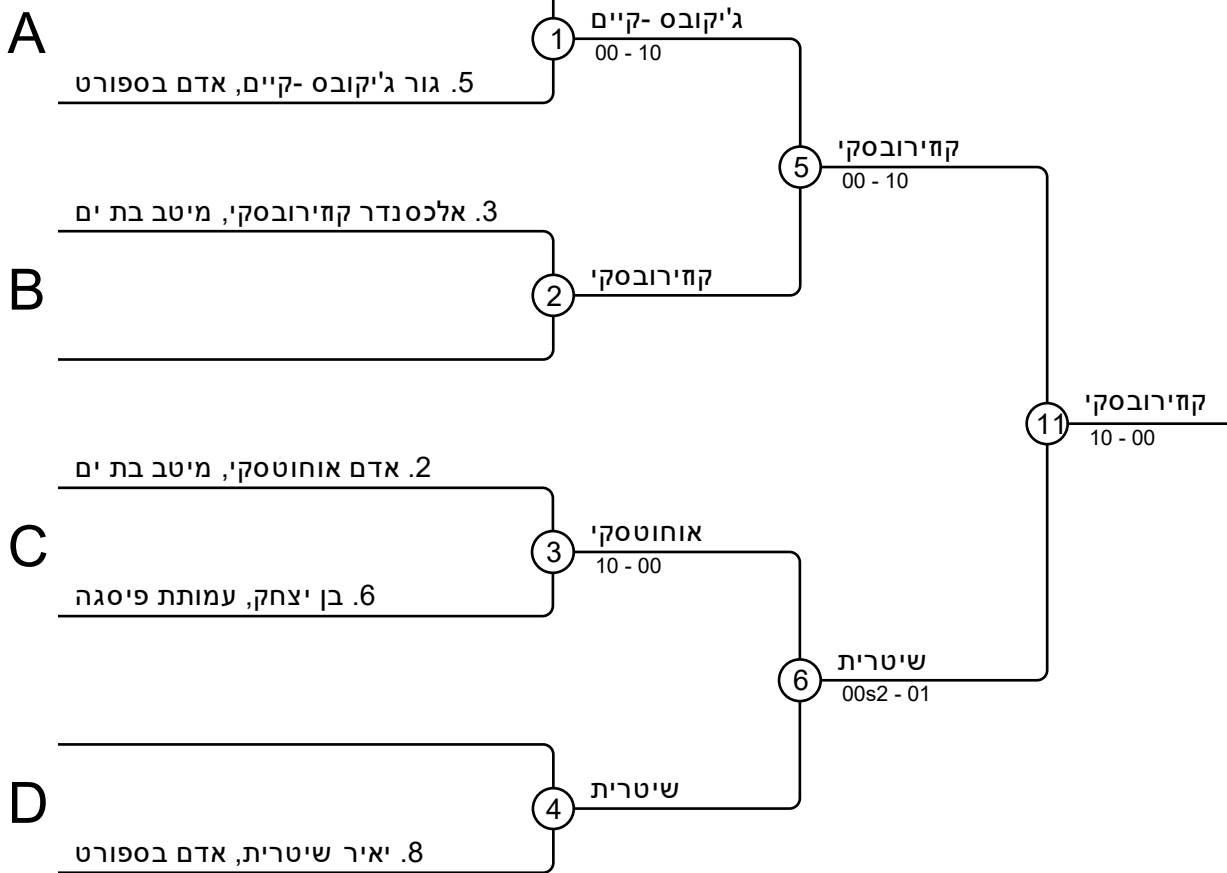 A
1
ג'יקובס -קיים
00 - 10
5. גור ג'יקובס -קיים, אדם בספורט
5
קוזירובסקי
00 - 10
3. אלכסנדר קוזירובסקי, מיטב בת ים
B
2
קוזירובסקי
11
קוזירובסקי
10 - 00
2. אדם אוחוטסקי, מיטב בת ים
C
3
אוחוטסקי
10 - 00
6. בן יצחק, עמותת פיסגה
6
שיטרית
00s2 - 01
D
4
שיטרית
8. יאיר שיטרית, אדם בספורט